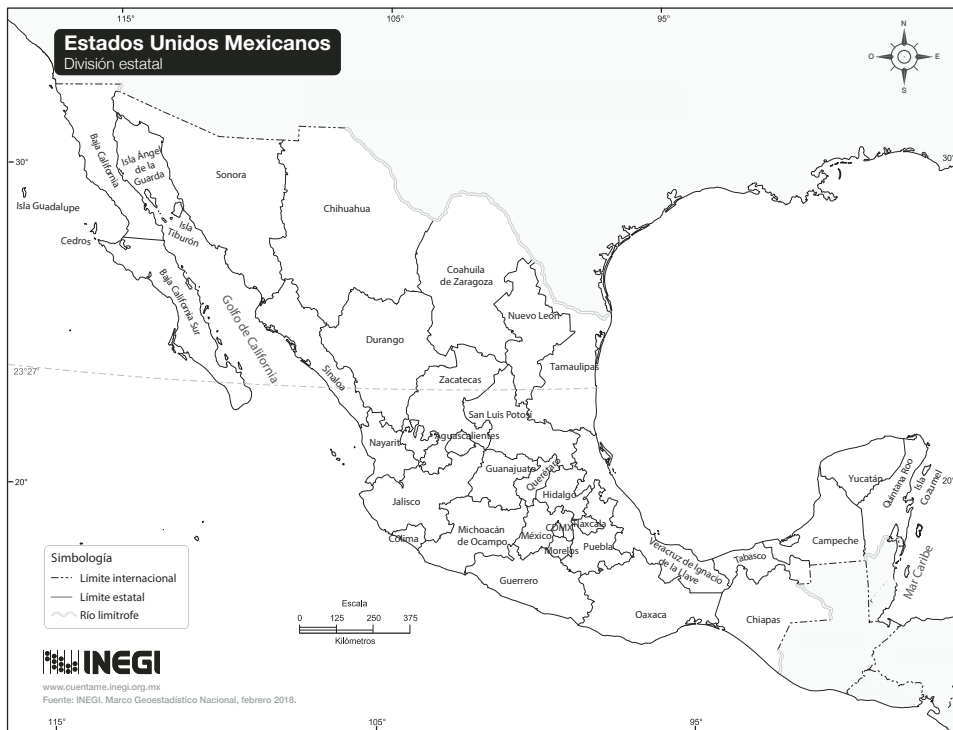 115°
105°
95°
Estados Unidos Mexicanos
División estatal
N
O
E
S
30°
30°
Baja California
Isla Ángel
de la
Guarda
Sonora
Chihuahua
Isla Guadalupe
Isla
Tiburón
Cedros
Coahuila
de Zaragoza
Baja California Sur
Golfo de California
Nuevo León
Durango
Tamaulipas
23°27'
Sinaloa
Zacatecas
San Luis Potosí
Nayarit
Aguascalientes
Guanajuato
Querétaro
Yucatán
Quintana Roo
Isla
Cozumel
20°
20°
Jalisco
Hidalgo
Colima
Michoacán
de Ocampo
México
CDMX
Tlaxcala
Morelos
Puebla
Veracruz de Ignacio
de la Llave
Tabasco
Campeche
Mar Caribe
Guerrero
Oaxaca
Chiapas
Simbología
Límite internacional
Límite estatal
Río limítrofe
Escala
0 125 250 375
Kilómetros
INEGI
www.cuentame.inegi.org.mx
Fuente: INEGI. Marco Geoestadístico Nacional, febrero 2018.
115°
105°
95°